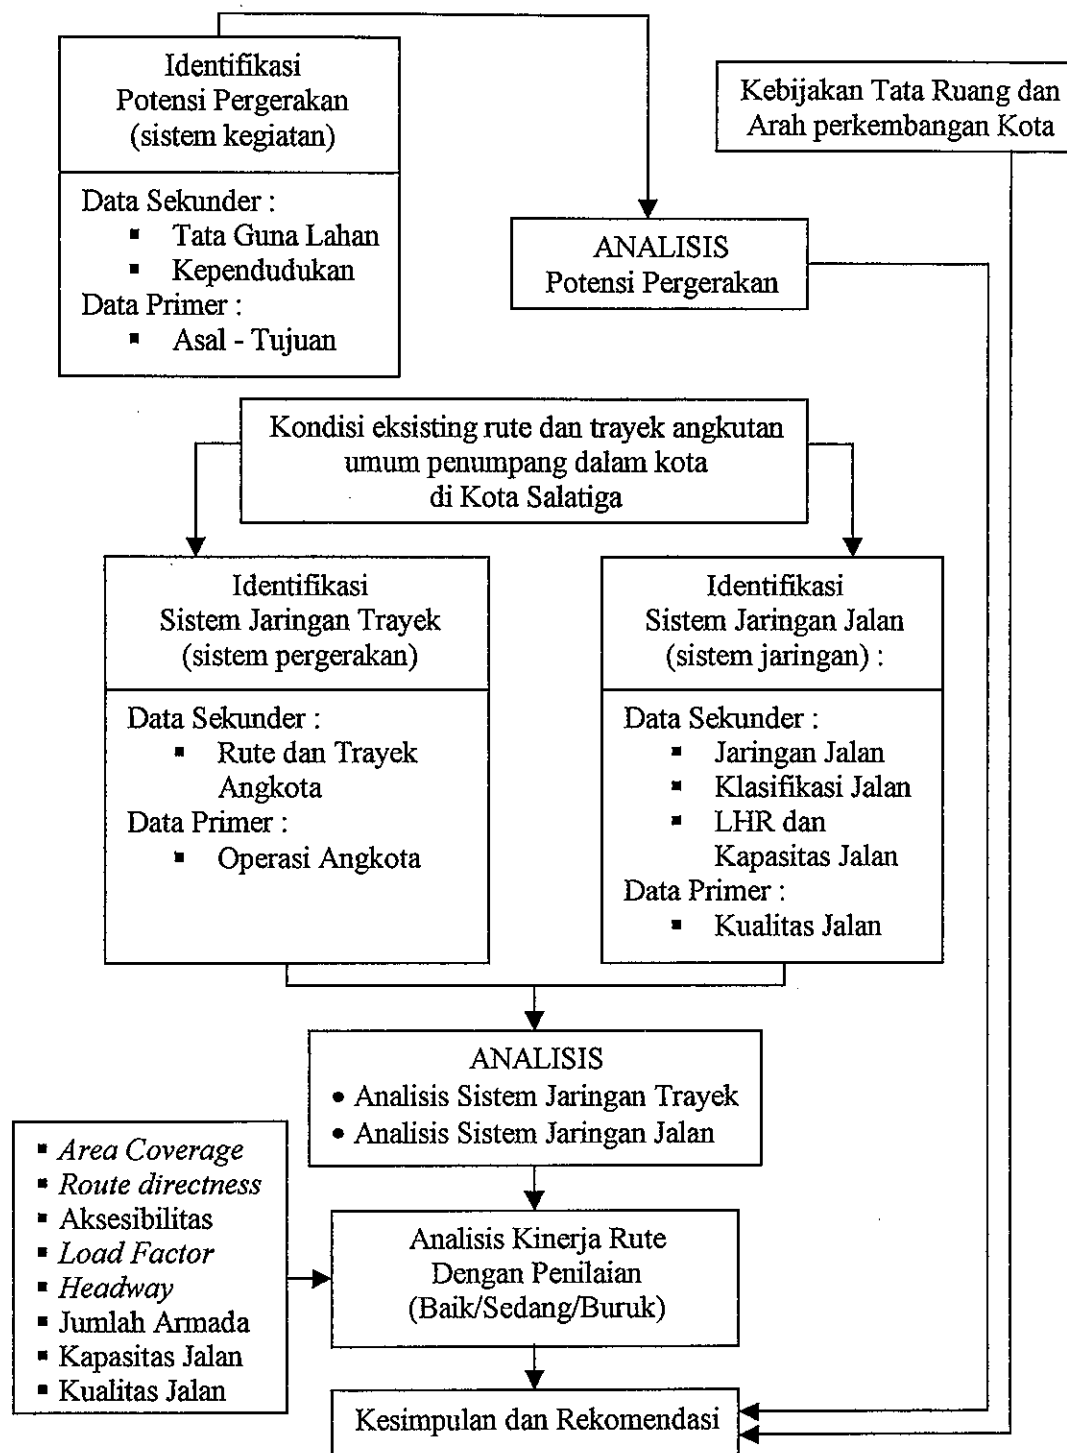 Identifikasi
Potensi Pergerakan
(sistem kegiatan)
Data Sekunder :
▪ Tata Guna Lahan
▪ Kependudukan
Data Primer :
▪ Asal - Tujuan
Kebijakan Tata Ruang dan
Arah perkembangan Kota
ANALISIS
Potensi Pergerakan
Kondisi eksisting rute dan trayek angkutan
umum penumpang dalam kota
di Kota Salatiga
Identifikasi
Sistem Jaringan Trayek
(sistem pergerakan)
Data Sekunder :
▪ Rute dan Trayek
Angkota
Data Primer :
▪ Operasi Angkota
Identifikasi
Sistem Jaringan Jalan
(sistem jaringan) :
Data Sekunder :
▪ Jaringan Jalan
▪ Klasifikasi Jalan
▪ LHR dan
Kapasitas Jalan
Data Primer :
▪ Kualitas Jalan
ANALISIS
• Analisis Sistem Jaringan Trayek
• Analisis Sistem Jaringan Jalan
▪ Area Coverage
▪ Route directness
▪ Aksesibilitas
▪ Load Factor
▪ Headway
▪ Jumlah Armada
▪ Kapasitas Jalan
▪ Kualitas Jalan
Analisis Kinerja Rute
Dengan Penilaian
(Baik/Sedang/Buruk)
Kesimpulan dan Rekomendasi